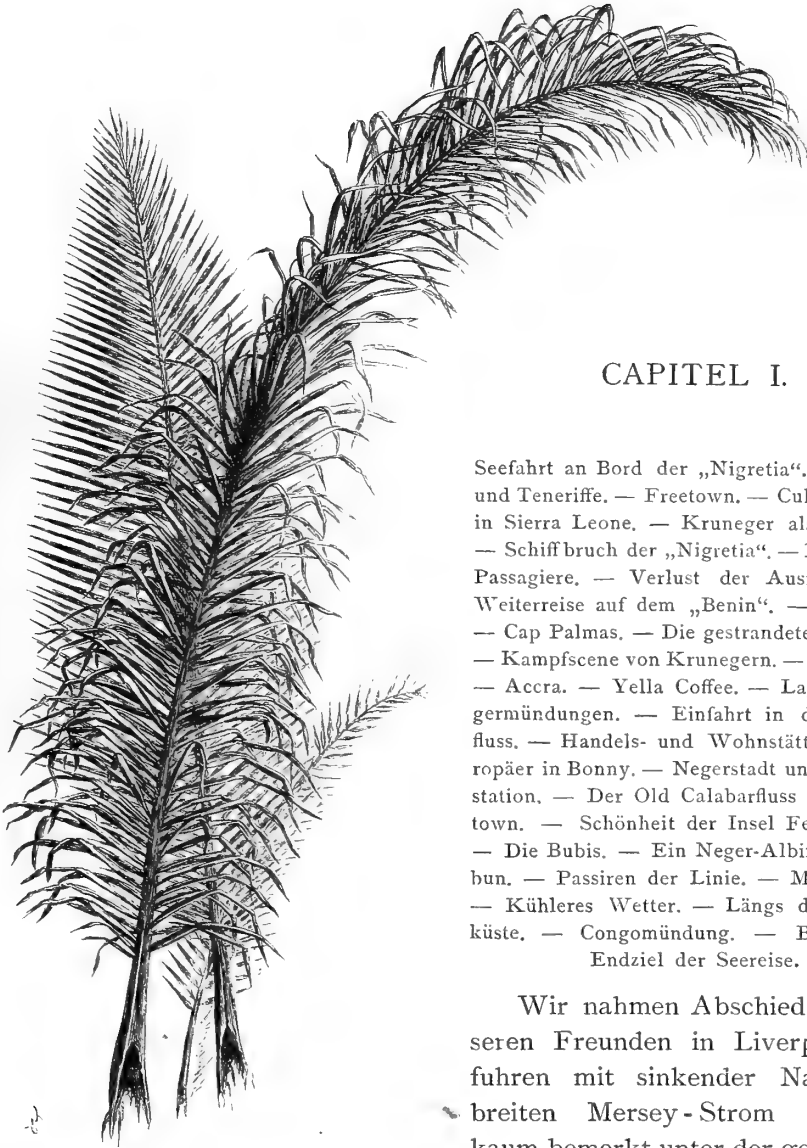 CAPITEL I.
Seefahrt an Bord der „Nigretia“.
und Teneriffe. — Freetown. — Cul
in Sierra Leone. — Kruneger al
— Schiffbruch der „Nigretia“. —
Passagiere. — Verlust der Aus
Weiterreise auf dem „Benin“. —
— Cap Palmas. — Die gestrandete
— Kampfscene von Krunegern. —
— Accra. — Yella Coffee. — La
germündungen. — Einfahrt in d
fluss. — Handels- und Wohnstätt
ropäer in Bonny. — Negerstadt un
station. — Der Old Calabarfluss
town. — Schönheit der Insel Fe
— Die Bubis. — Ein Neger-Albi
bun. — Passiren der Linie. — M
— Kühleres Wetter. — Längs d
küste. — Congomündung. — B
Endziel der Seereise.
Wir nahmen Abschied
seren Freunden in Liverp
fuhren mit sinkender Na
breiten Mersey-Strom
kaum bemerkt unter der